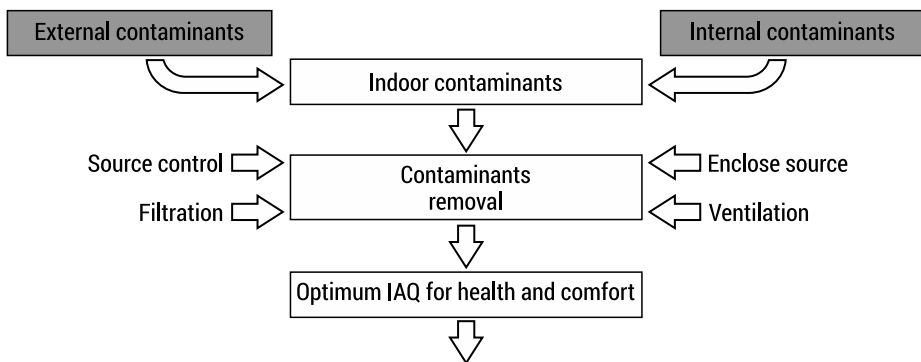 External contaminants
Internal contaminants
Indoor contaminants
Source control
Enclose source
Contaminants
removal
Filtration
Ventilation
Optimum IAQ for health and comfort